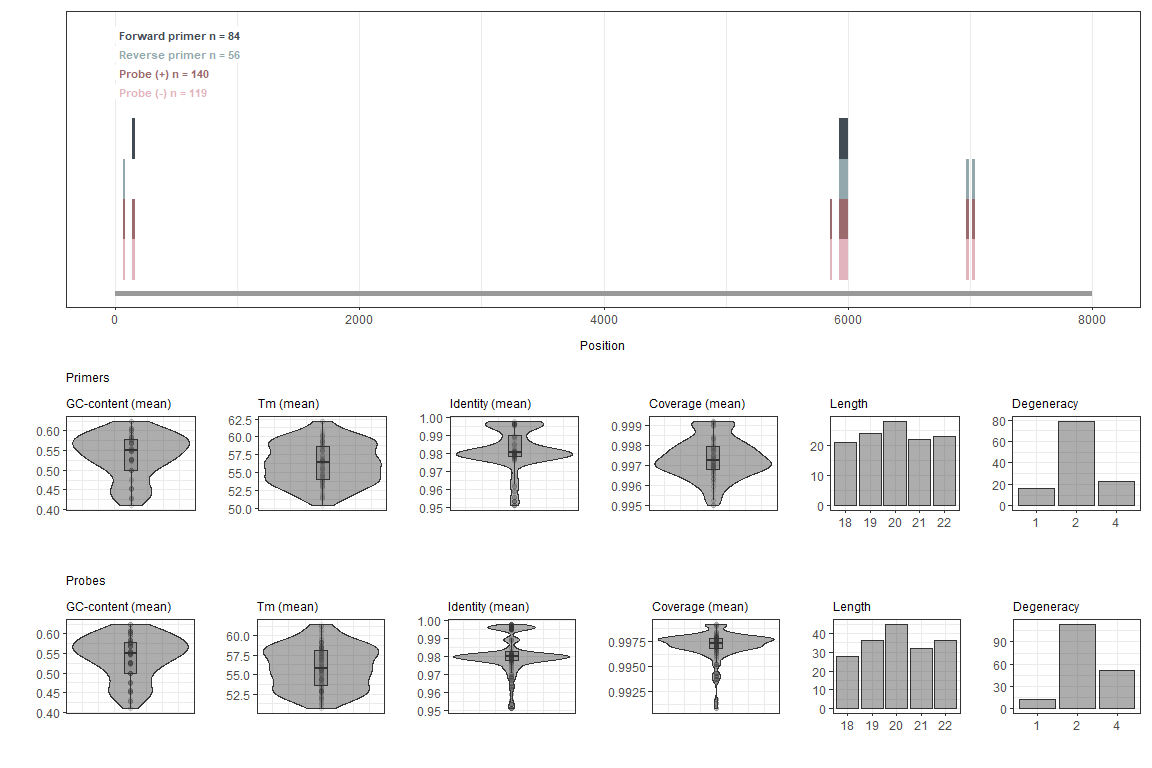 Forward primer n = 84
Reverse primer n = 56
Probe (+) n = 140
Probe (-) n = 119
0 2000 4000 6000 8000
Position
Primers
GC-content (mean) Tm (mean) Identity (mean) Coverage (mean) Length Degeneracy
0.60 0.55 0.50 0.45 0.40
62.5 60.0 57.5 55.0 52.5 50.0
1.00 0.99 0.98 0.97 0.96 0.95
0.999 0.998 0.997 0.996 0.995
20 10 0
18 19 20 21 22
80 60 40 20 0
1 2 4
Probes
GC-content (mean) Tm (mean) Identity (mean) Coverage (mean) Length Degeneracy
0.60 0.55 0.50 0.45 0.40
60.0 57.5 55.0 52.5
1.00 0.99 0.98 0.97 0.96 0.95
0.9975 0.9950 0.9925
40 30 20 10 0
18 19 20 21 22
90 60 30 0
1 2 4